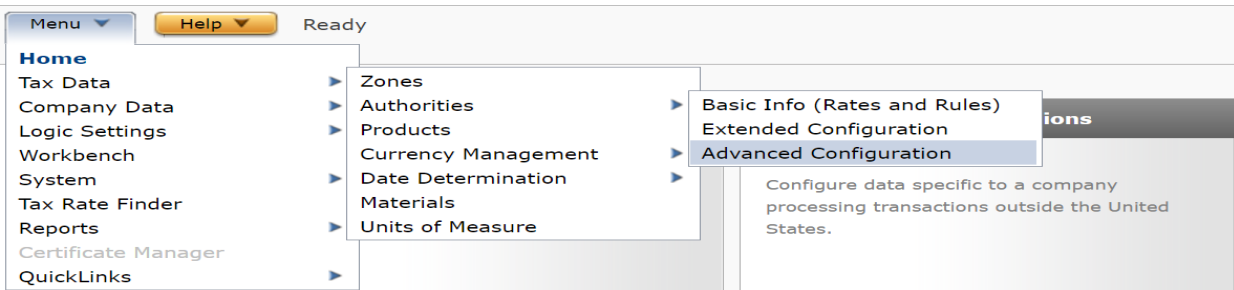 Menu Help Ready
Home
Tax Data
Company Data
Logic Settings
Workbench
System
Tax Rate Finder
Reports
Certificate Manager
QuickLinks
Zones
Authorities
Products
Currency Management
Date Determination
Materials
Units of Measure
Basic Info (Rates and Rules)
Extended Configuration
Advanced Configuration
ions
Configure data specific to a company
processing transactions outside the United
States.